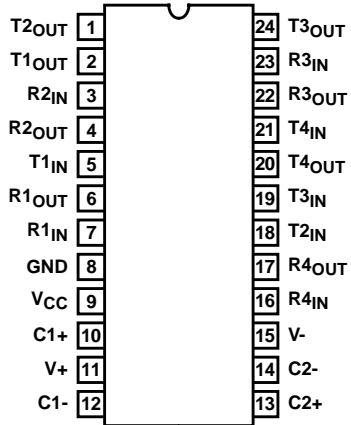 T2OUT 1 24 T3OUT
T1OUT 2 23 R3IN
R2IN 3 22 R3OUT
R2OUT 4 21 T4IN
T1IN 5 20 T4OUT
R1OUT 6 19 T3IN
R1IN 7 18 T2IN
GND 8 17 R4OUT
VCC 9 16 R4IN
C1+ 10 15 V-
V+ 11 14 C2-
C1- 12 13 C2+